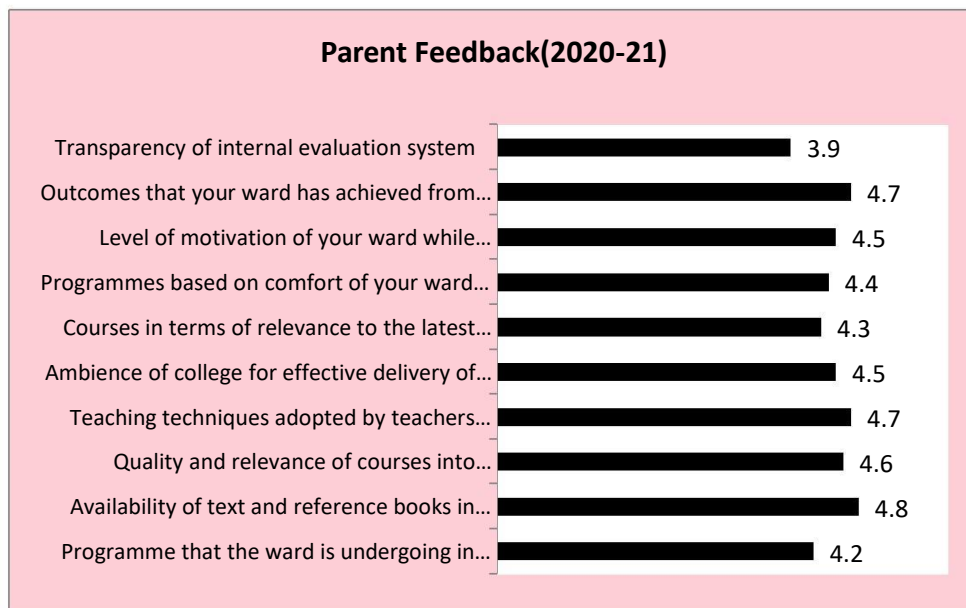 Parent Feedback(2020-21)
Transparency of internal evaluation system 3.9
Outcomes that your ward has achieved from... 4.7
Level of motivation of your ward while... 4.5
Programmes based on comfort of your ward... 4.4
Courses in terms of relevance to the latest... 4.3
Ambience of college for effective delivery of... 4.5
Teaching techniques adopted by teachers... 4.7
Quality and relevance of courses into... 4.6
Availability of text and reference books in... 4.8
Programme that the ward is undergoing in... 4.2